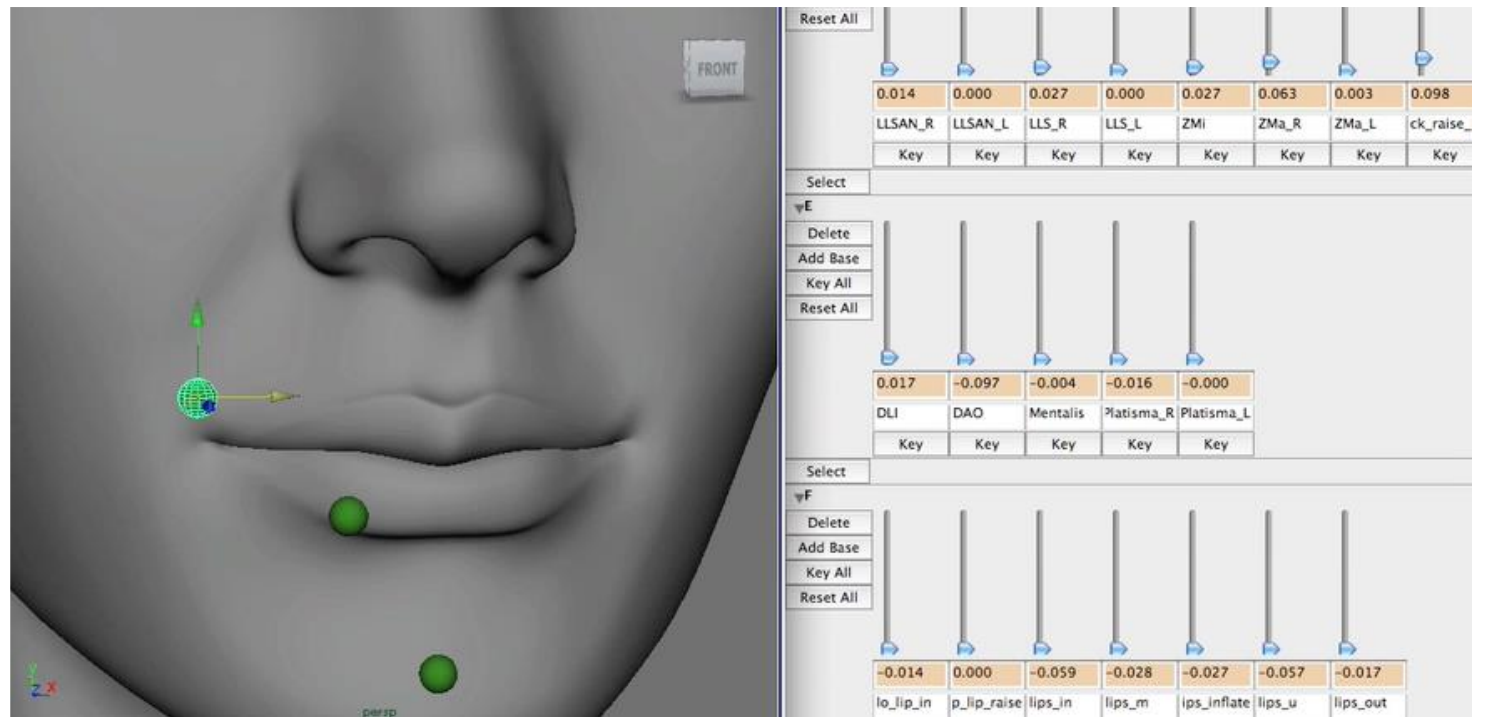 Reset All
FRONT
0.014 0.000 0.027 0.000 0.027 0.063 0.003 0.098
LLSAN_R LLSAN_L LLS_R LLS_L ZMi ZMa_R ZMa_L ck_raise_
Key Key Key Key Key Key Key Key
Select
E
Delete
Add Base
Key All
Reset All
0.017 -0.097 -0.004 -0.016 -0.000
DLI DAO Mentalis Platisma_R Platisma_L
Key Key Key Key Key
Select
F
Delete
Add Base
Key All
Reset All
-0.014 0.000 -0.059 -0.028 -0.027 -0.057 -0.017
lo_lip_in p_lip_raise lips_in lips_m ips_inflate lips_u lips_out
y
z x
persp